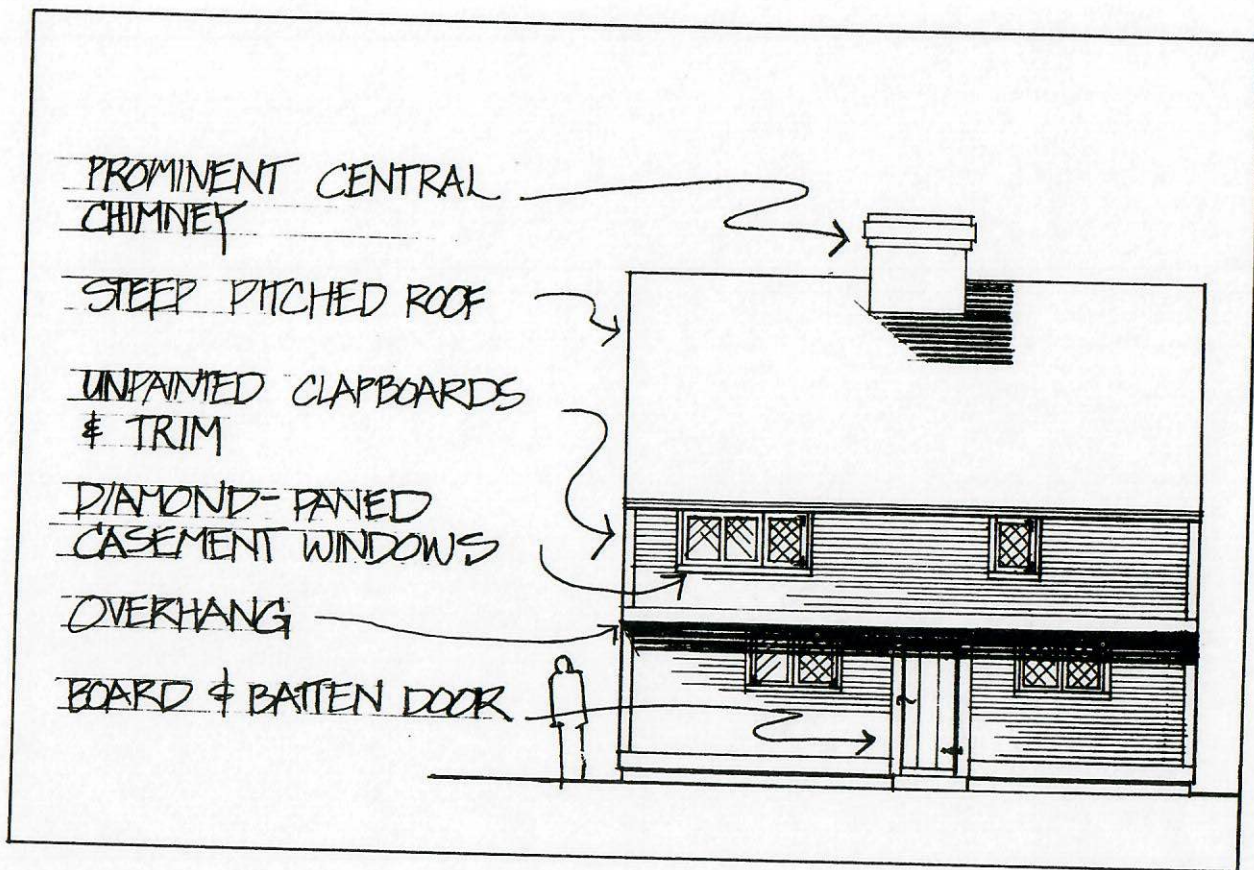 PROMINENT CENTRAL
CHIMNEY
STEEP PITCHED ROOF
UNPAINTED CLAPBOARDS
& TRIM
DIAMOND-PANED
CASEMENT WINDOWS
OVERHANG
BOARD & BATTEN DOOR